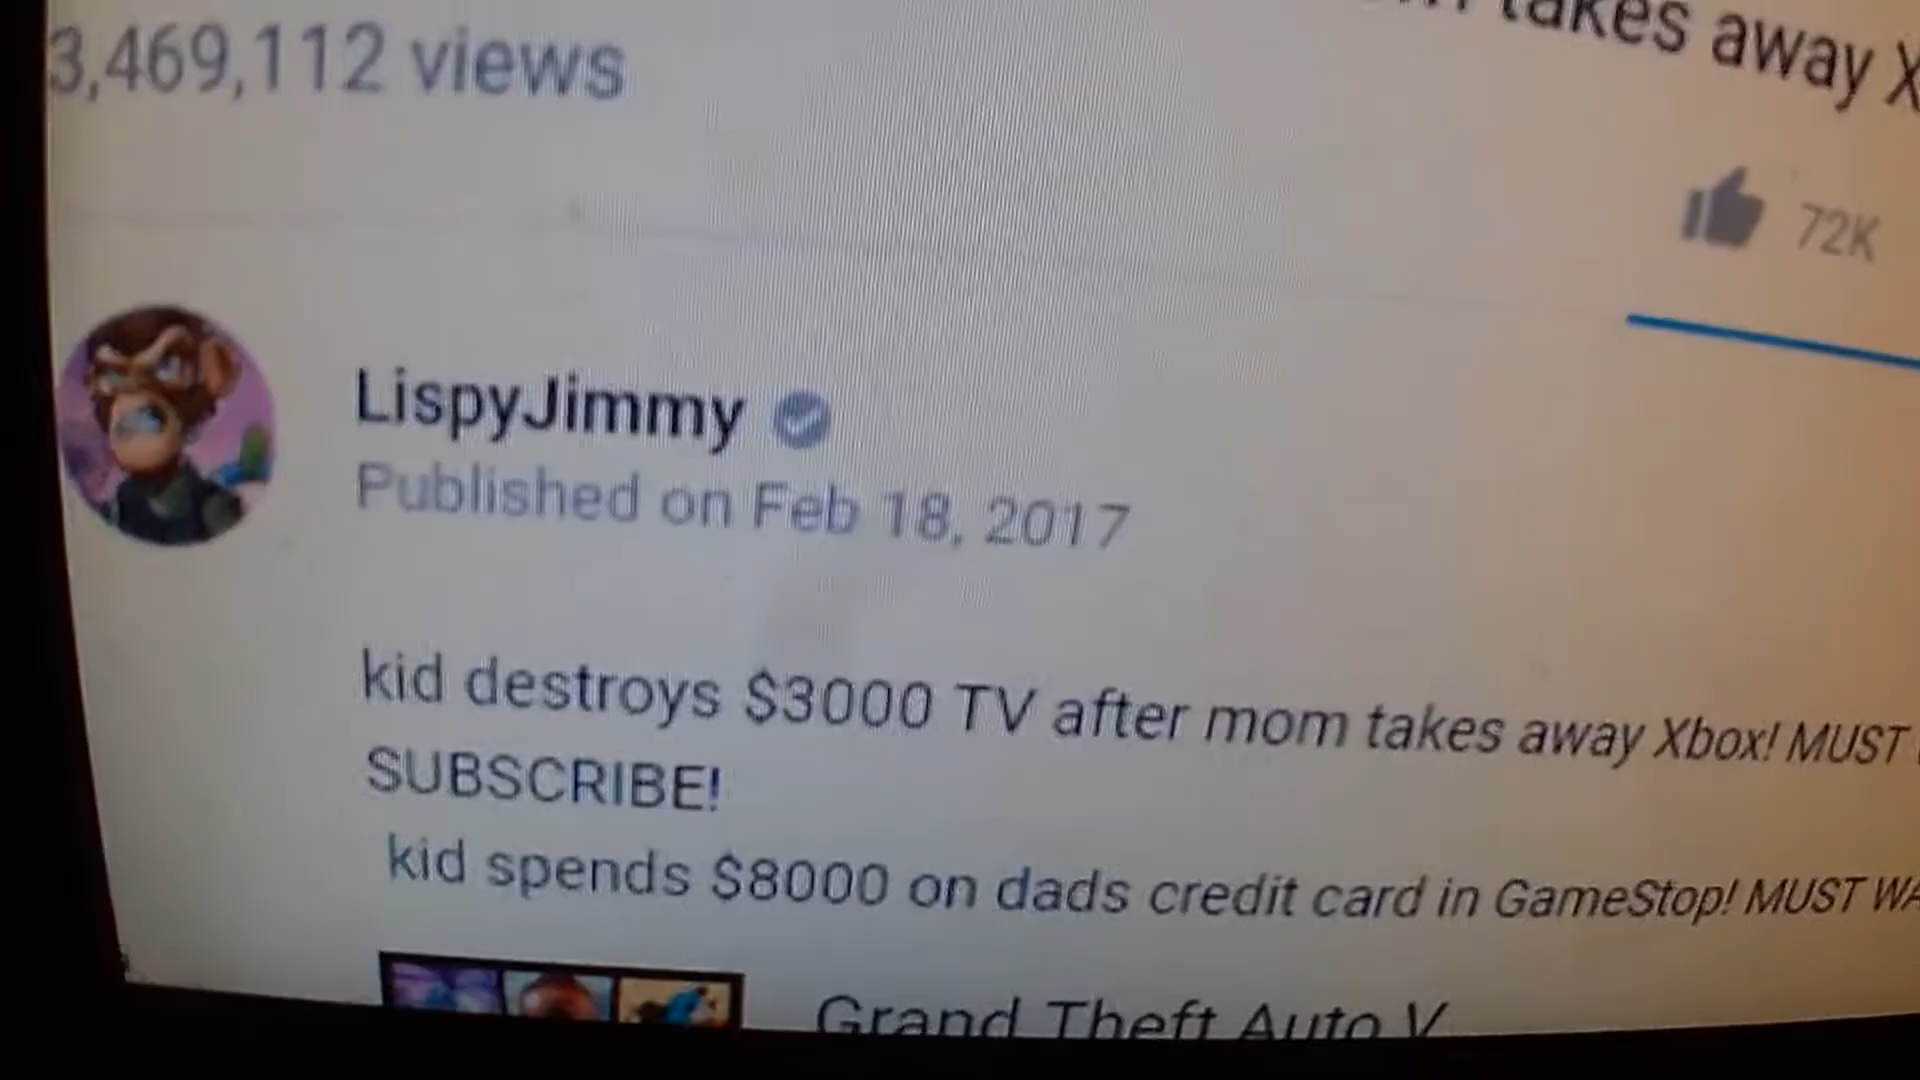 takes away X
3,469,112 views
72K
LispyJimmy
Published on Feb 18, 2017
kid destroys $3000 TV after mom takes away Xbox! MUST
SUBSCRIBE!
kid spends $8000 on dads credit card in GameStop! MUST WA
Grand Theft Auto V